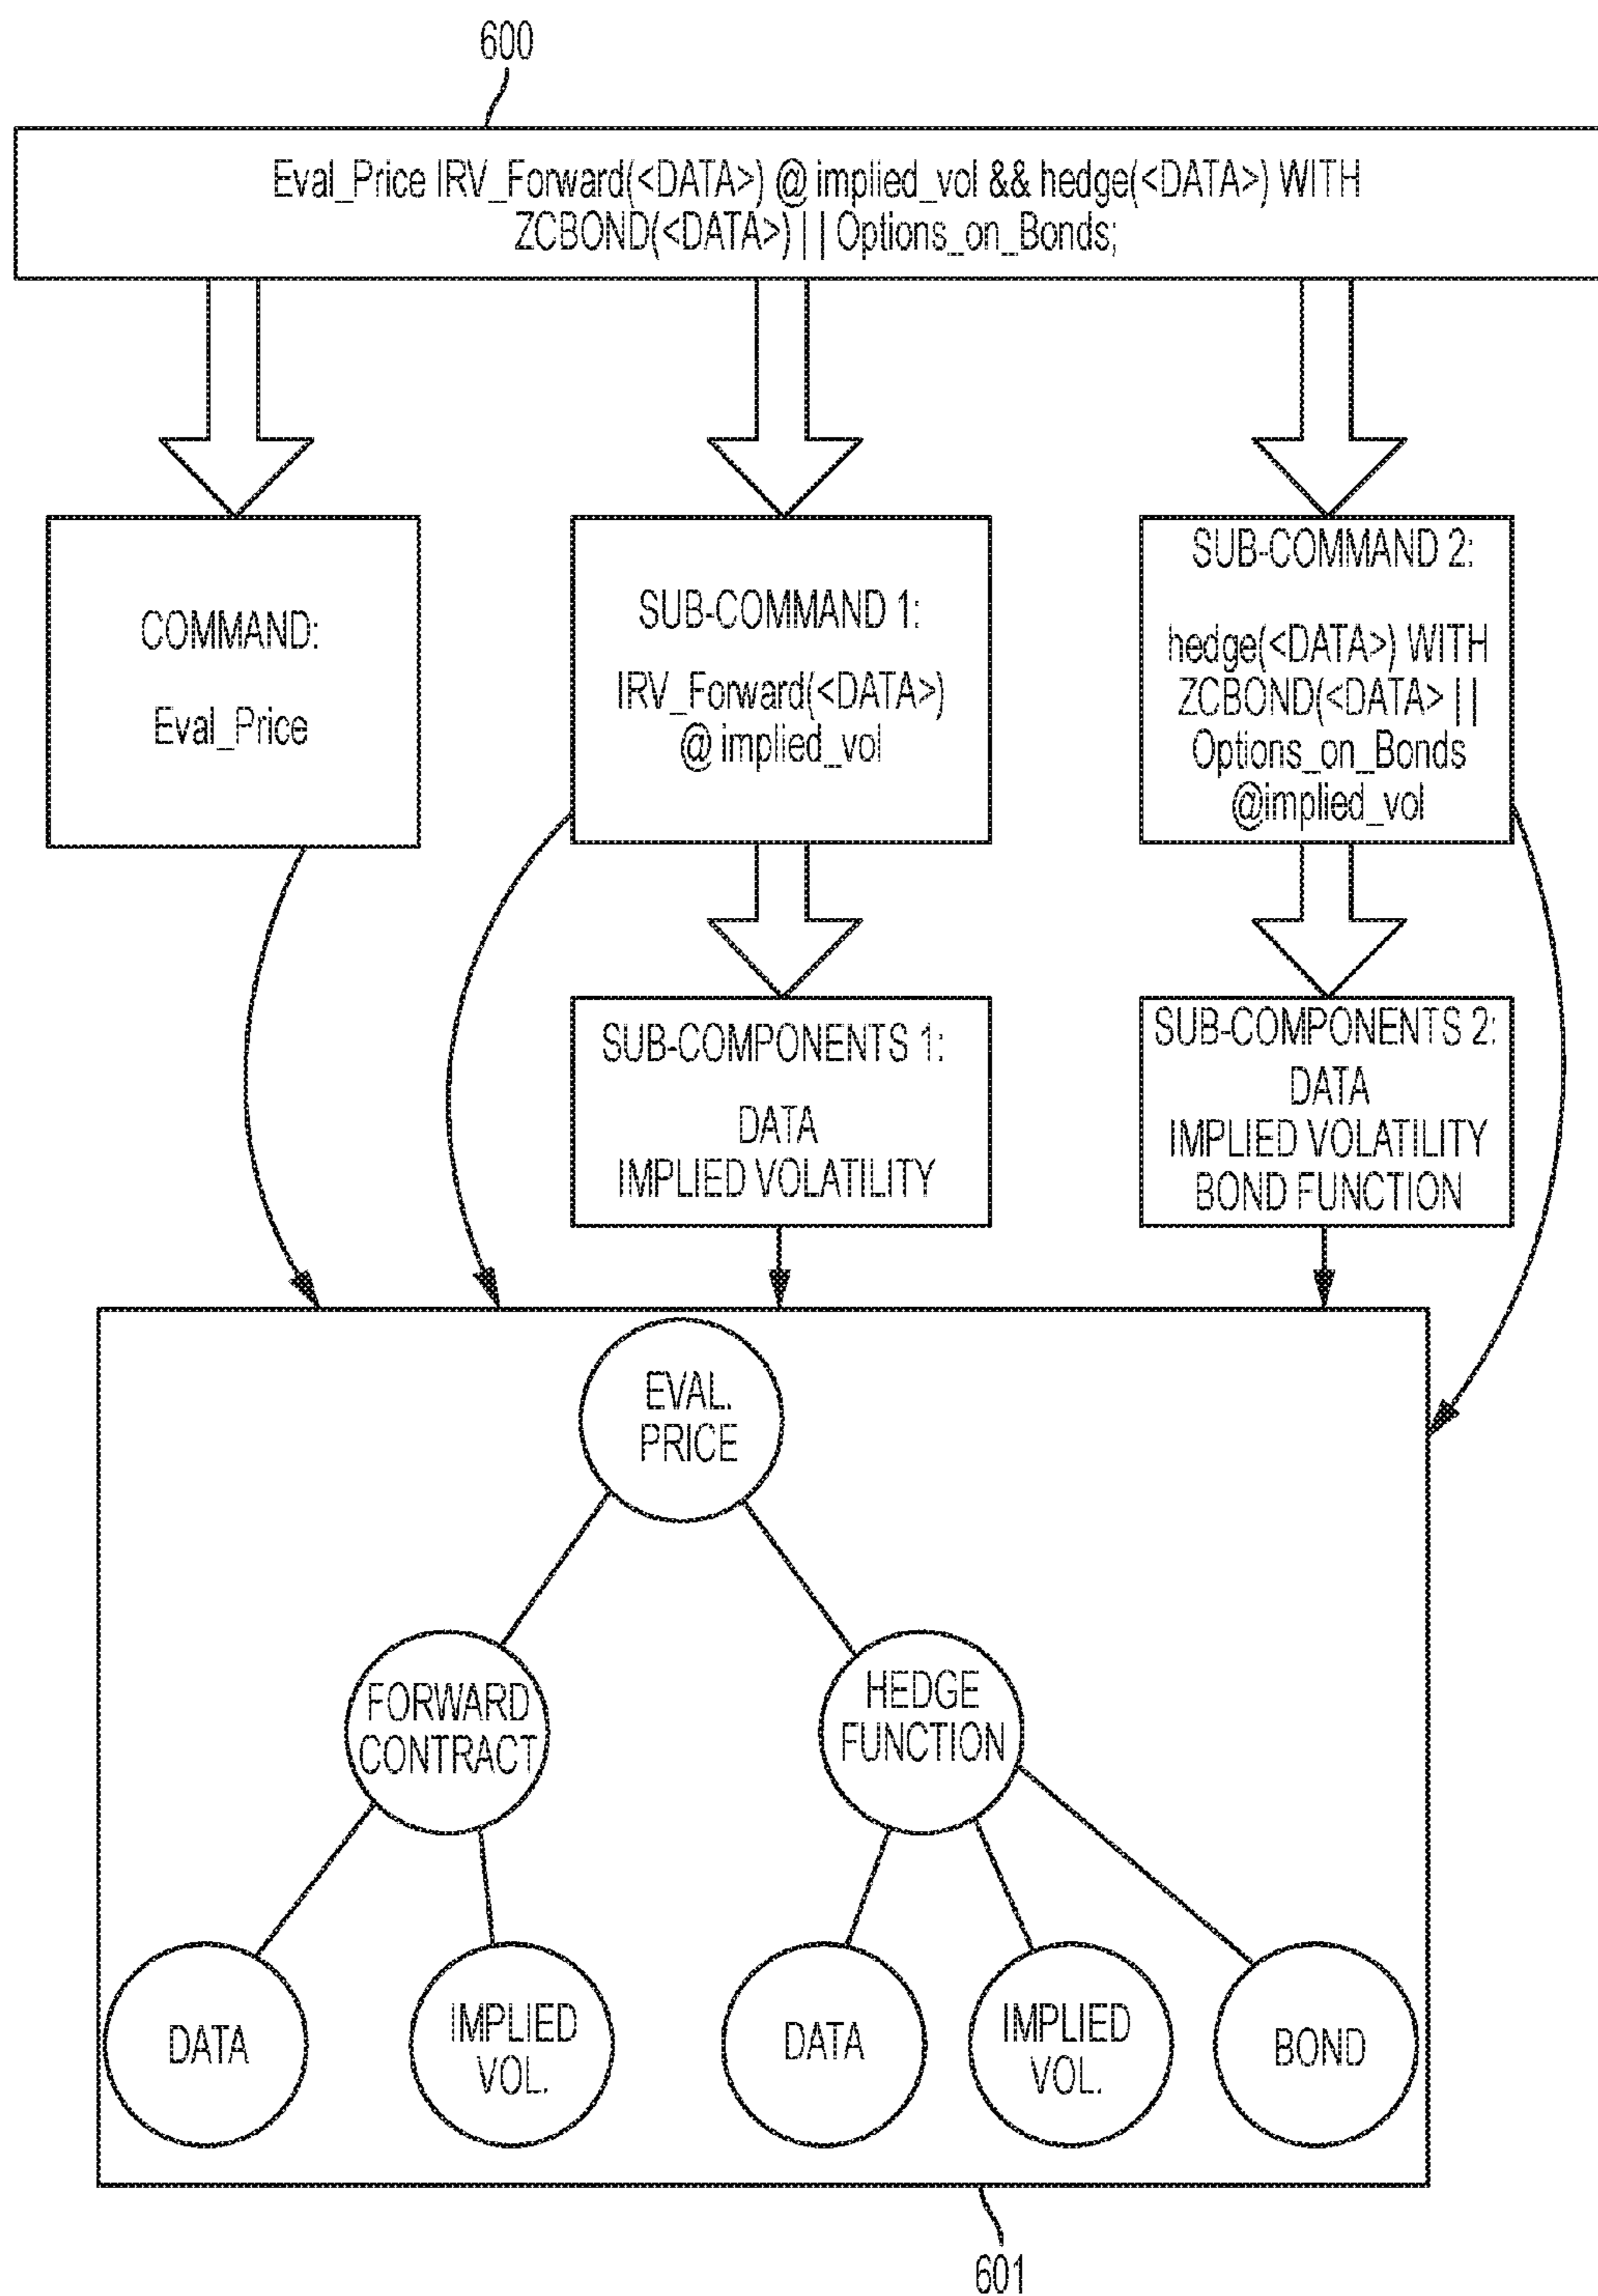 600
Eval_Price IRV_Forward(<DATA>) @ implied_vol && hedge(<DATA>) WITH
ZCBOND(<DATA>) || Options_on_Bonds;
COMMAND:
Eval_Price
SUB-COMMAND 1:
IRV_Forward(<DATA>)
@ implied_vol
SUB-COMMAND 2:
hedge(<DATA>) WITH
ZCBOND(<DATA> ||
Options_on_Bonds
@implied_vol
SUB-COMPONENTS 1:
DATA
IMPLIED VOLATILITY
SUB-COMPONENTS 2:
DATA
IMPLIED VOLATILITY
BOND FUNCTION
EVAL.
PRICE
FORWARD
CONTRACT
HEDGE
FUNCTION
DATA
IMPLIED
VOL.
DATA
IMPLIED
VOL.
BOND
601